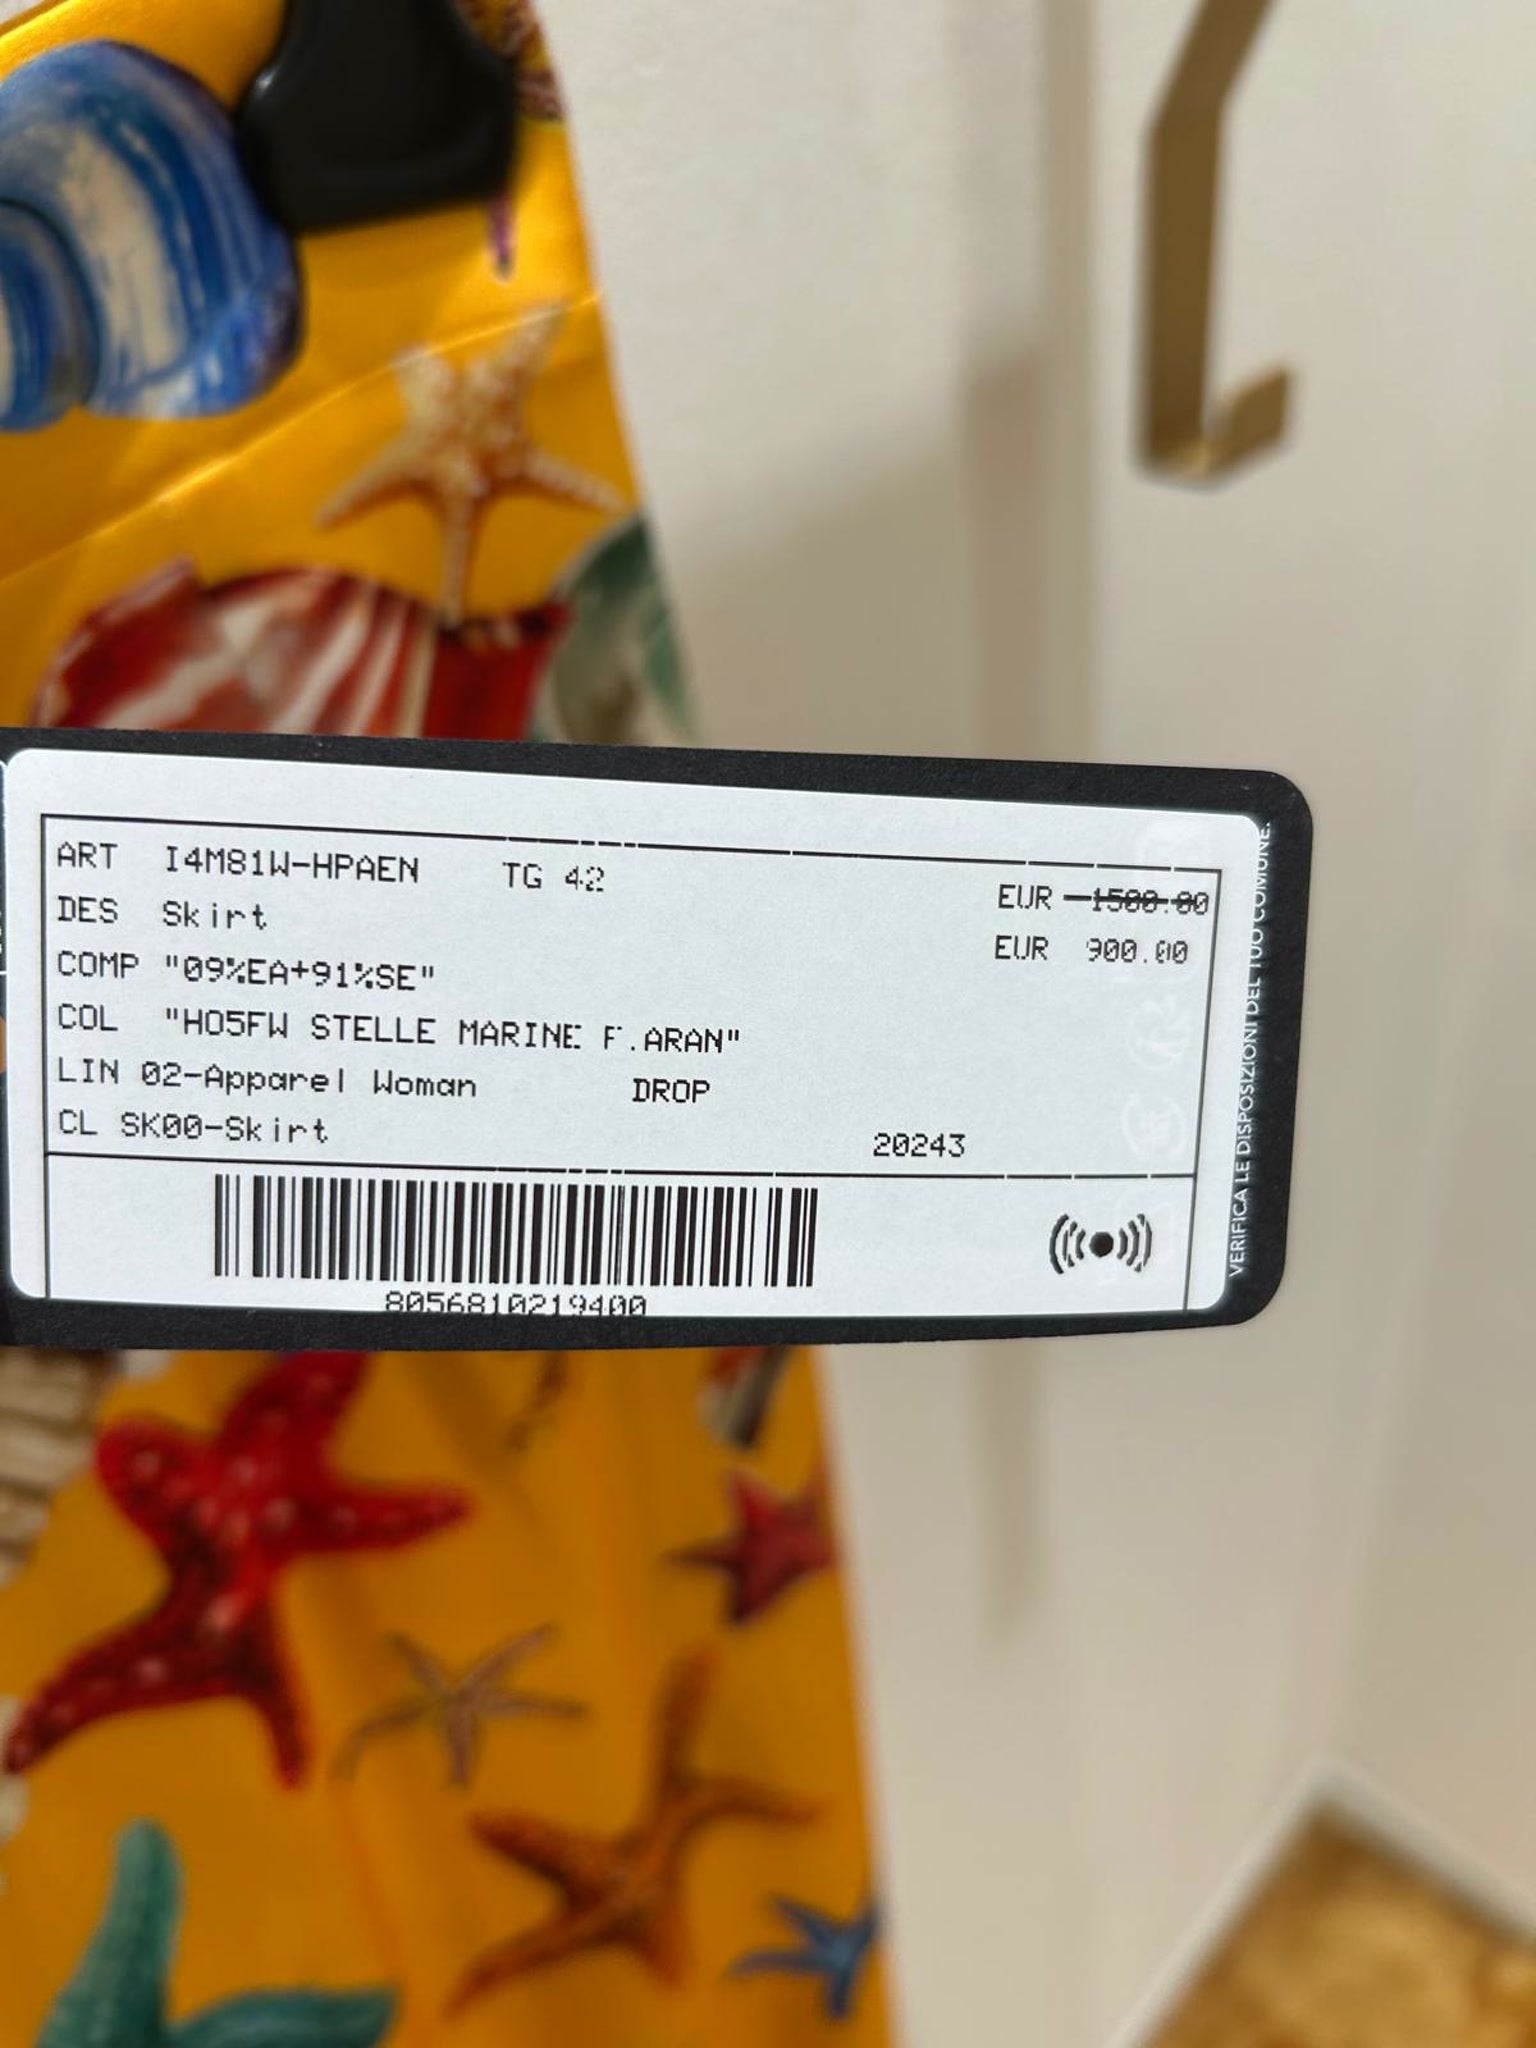 ART I4M81W-HPAEN TG 42
EUR 1500.00
DES Skirt
EUR 900.00
COMP "09%EA+91%SE"
COL "HO5FW STELLE MARINE F.ARAN"
LIN 02-Apparel Woman DROP
CL SK00-Skirt 20243
8056810219400
VERIFICA LE DISPOSIZIONI DEL TUO COMUNE.